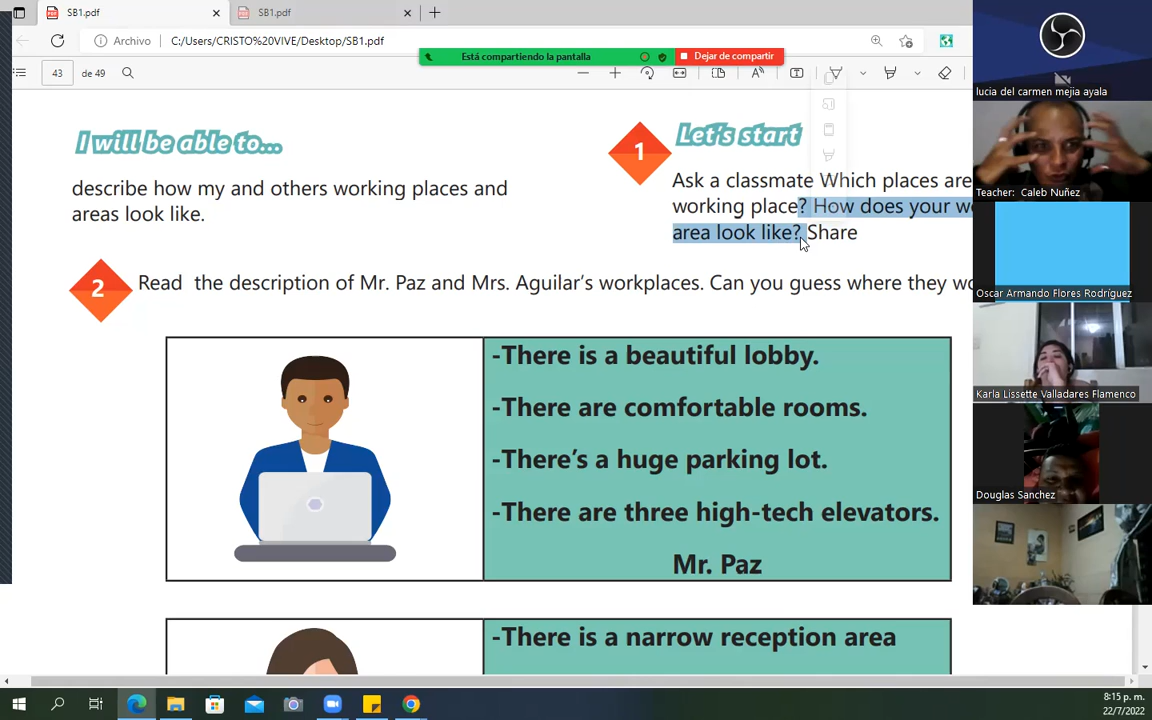 SB1.pdf
SB1.pdf
Archivo
C:/Users/CRISTO%20VIVE/Desktop/SB1.pdf
Está compartiendo la pantalla
Dejar de compartir
43
de 49
I will be able to...
describe how my and others working places and
areas look like.
1
Let's start
Ask a classmate Which places are
working place? How does your wo
area look like? Share
2
Read the description of Mr. Paz and Mrs. Aguilar's workplaces. Can you guess where they wo
-There is a beautiful lobby.
-There are comfortable rooms.
-There's a huge parking lot.
-There are three high-tech elevators.
Mr. Paz
-There is a narrow reception area
lucia del carmen mejia ayala
Teacher: Caleb Nuñez
Oscar Armando Flores Rodríguez
Karla Lissette Valladares Flamenco
Douglas Sanchez
8:15 p. m.
22/7/2022